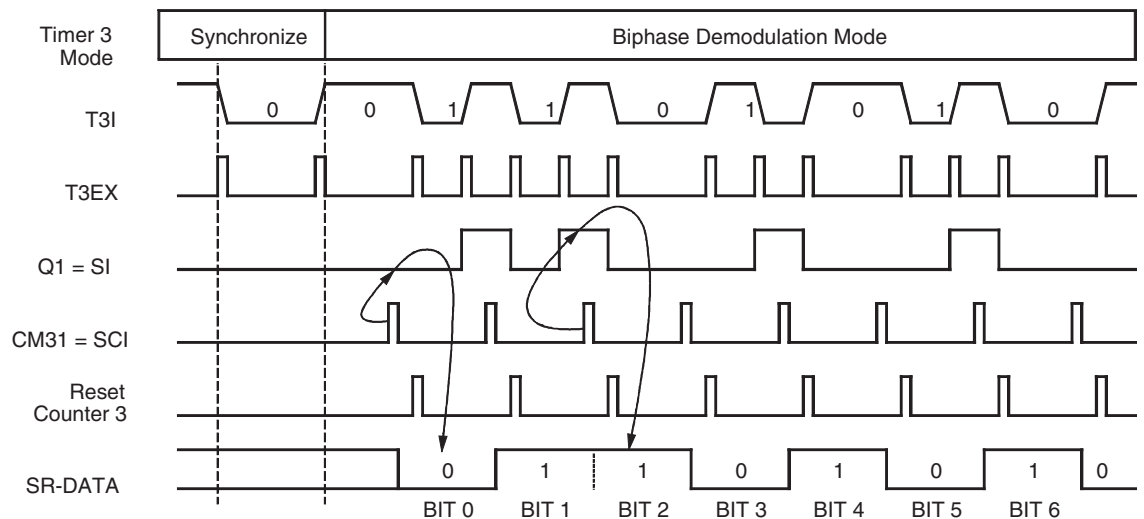 Timer 3
Mode
Synchronize
Biphase Demodulation Mode
T3I
0 0 1 1 0 1 0 1 0
T3EX
Q1 = SI
CM31 = SCI
Reset
Counter 3
SR-DATA
0 1 1 0 1 0 1 0
BIT 0 BIT 1 BIT 2 BIT 3 BIT 4 BIT 5 BIT 6